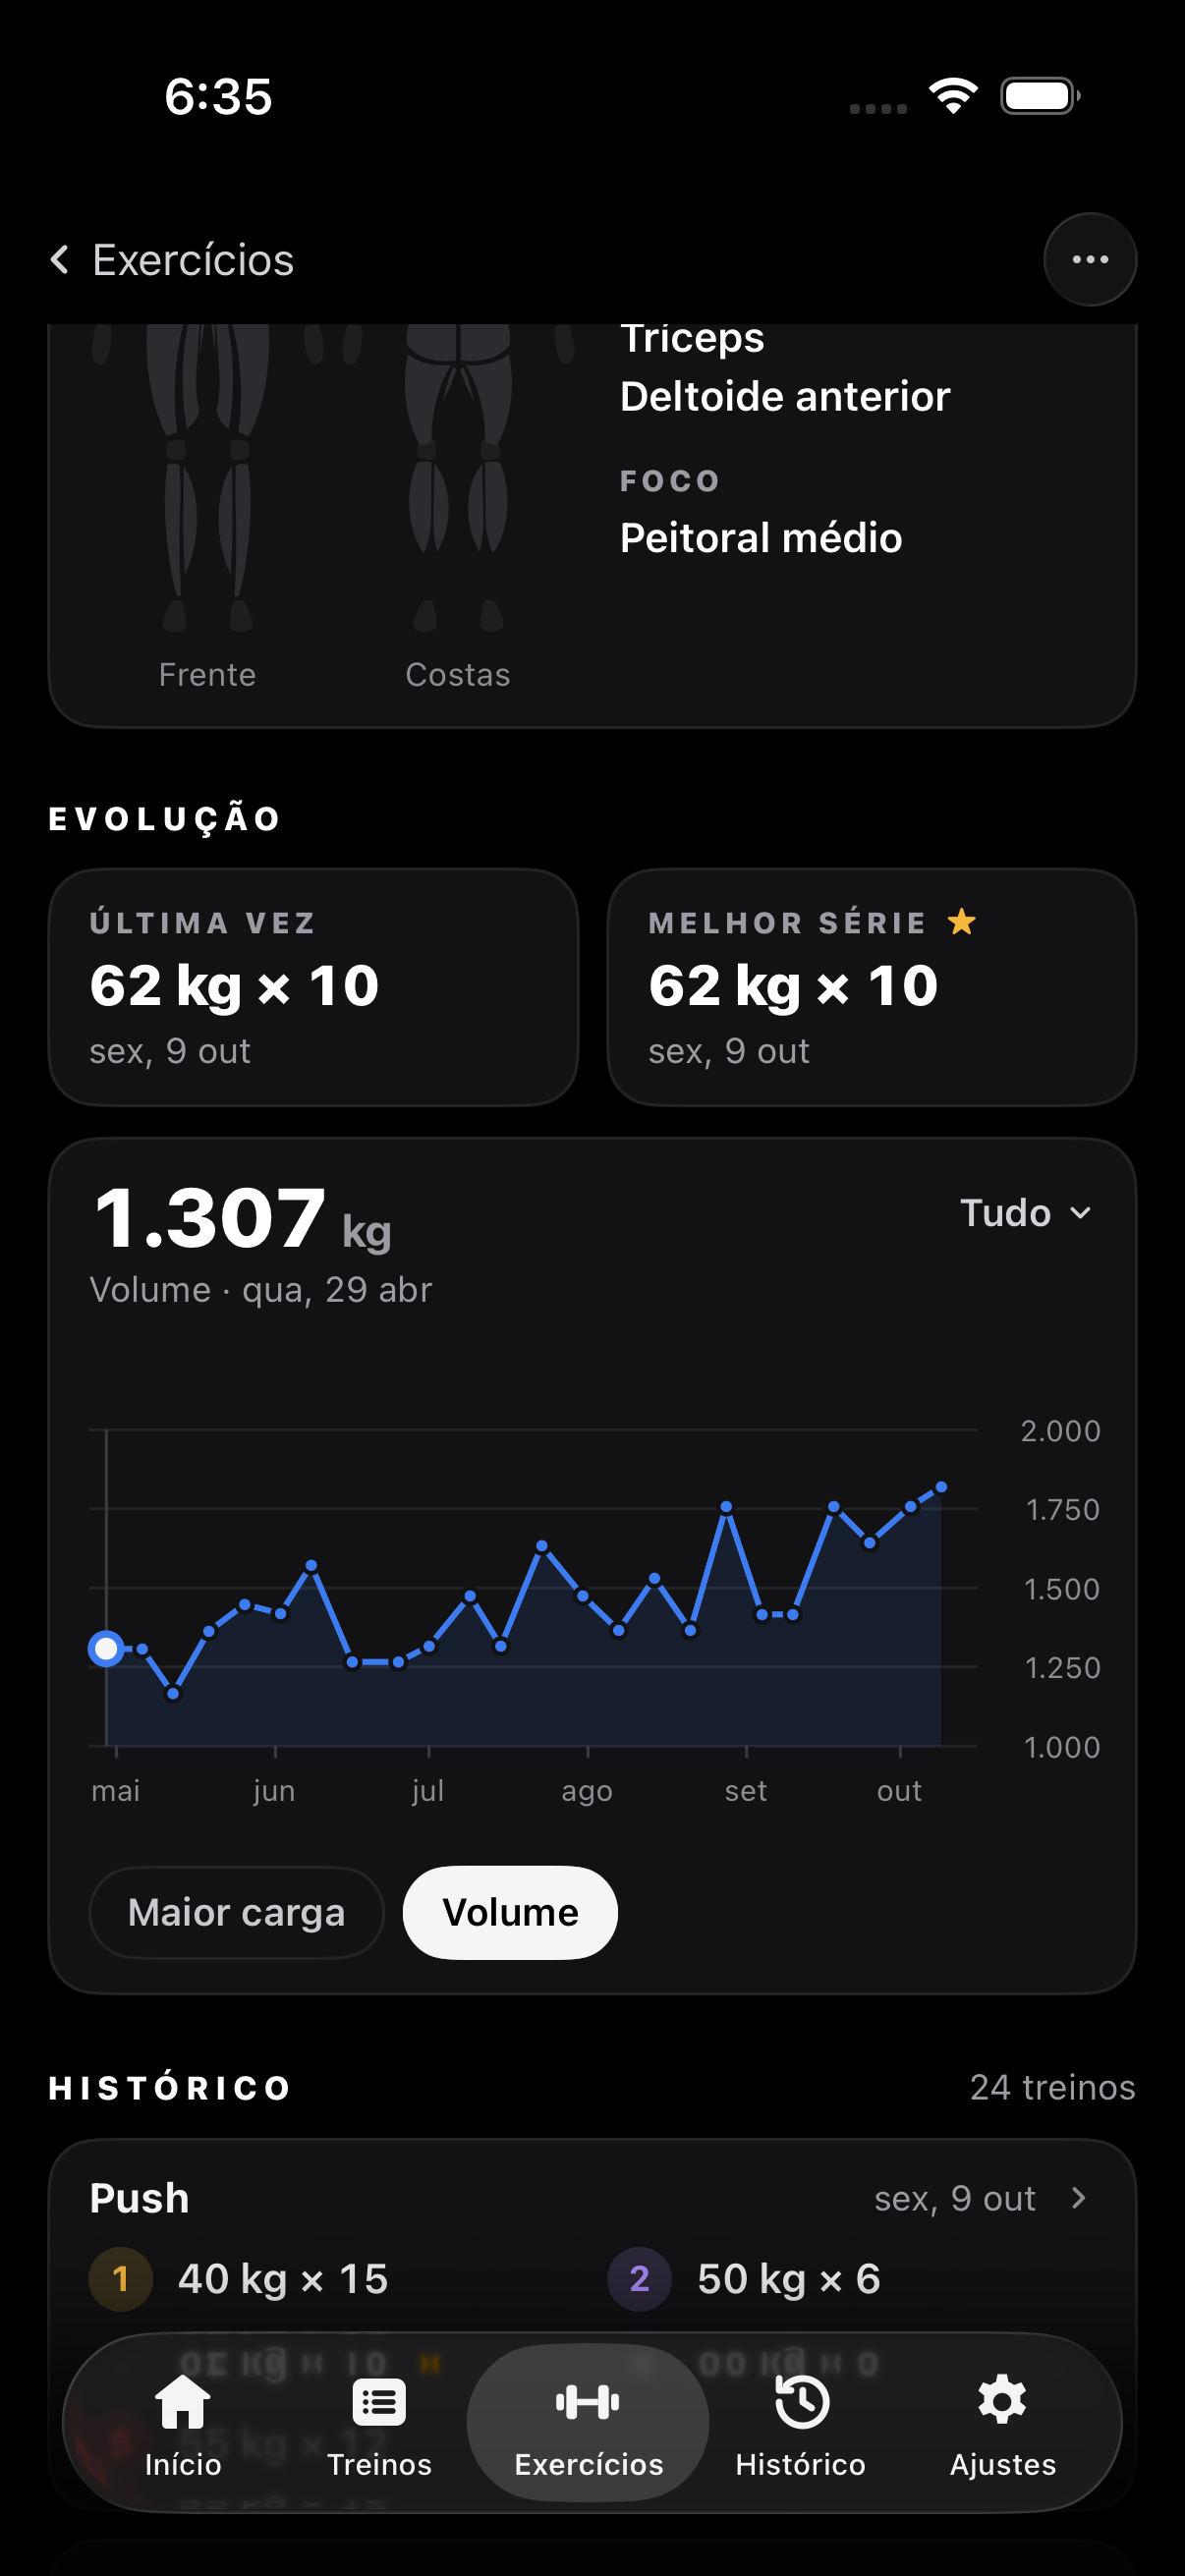 6:35
Exercícios
Tríceps
Deltoide anterior
FOCO
Peitoral médio
Frente
Costas
EVOLUÇÃO
ÚLTIMA VEZ
62 kg × 10
sex, 9 out
MELHOR SÉRIE
62 kg × 10
sex, 9 out
1.307 kg
Tudo
Volume · qua, 29 abr
2.000
1.750
1.500
1.250
1.000
mai jun jul ago set out
Maior carga
Volume
HISTÓRICO
24 treinos
Push
sex, 9 out
1 40 kg × 15
2 50 kg × 6
Início
Treinos
Exercícios
Histórico
Ajustes